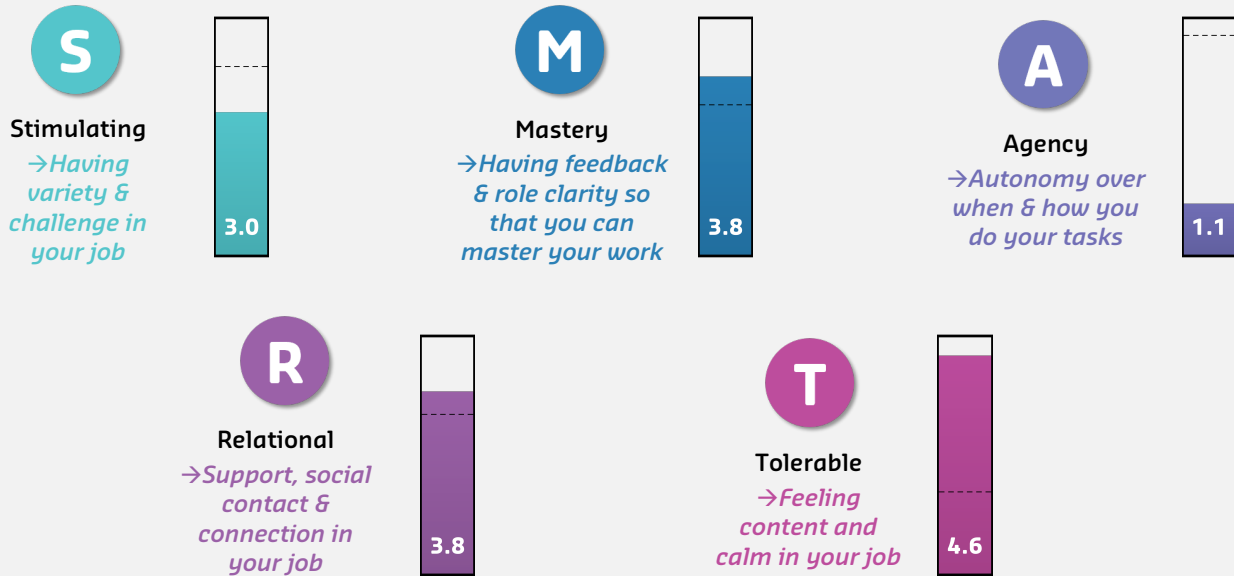 S
Stimulating
→Having
variety &
challenge in
your job
3.0
M
Mastery
→Having feedback
& role clarity so
that you can
master your work
3.8
A
Agency
→Autonomy over
when & how you
do your tasks
1.1
R
Relational
→Support, social
contact &
connection in
your job
3.8
T
Tolerable
→Feeling
content and
calm in your job
4.6